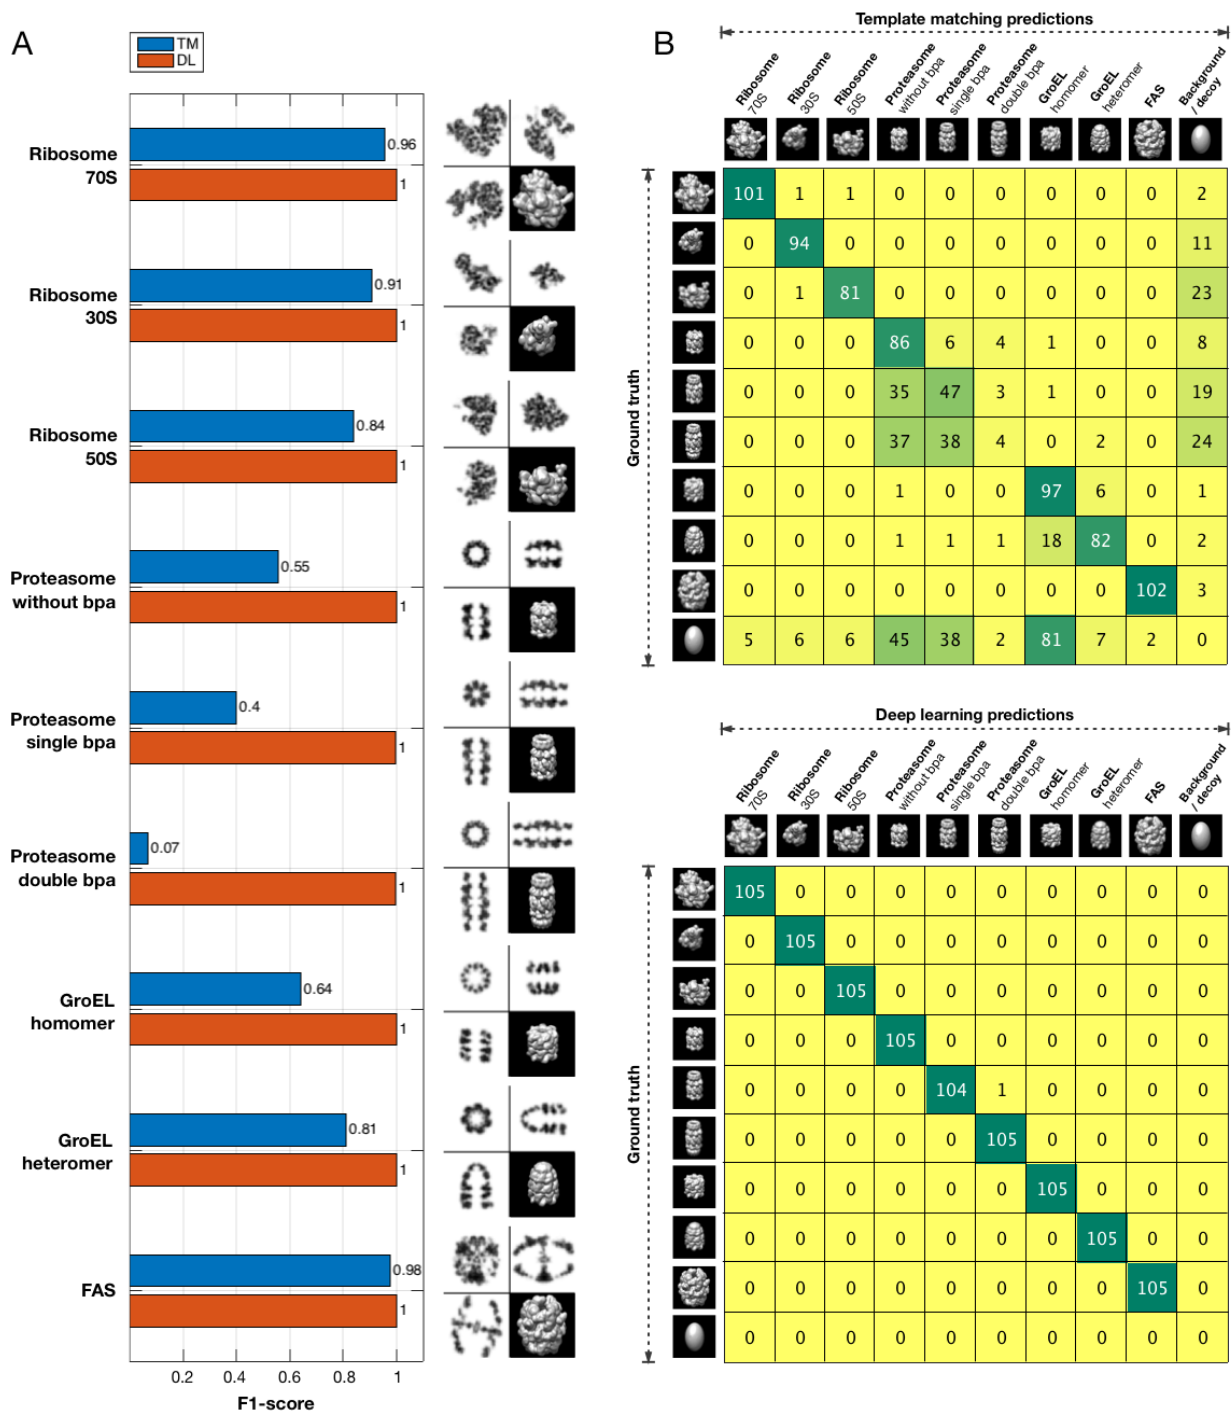 A
TM
DL
Ribosome
70S
0.96
1
Ribosome
30S
0.91
1
Ribosome
50S
0.84
1
Proteasome
without bpa
0.55
1
Proteasome
single bpa
0.4
1
Proteasome
double bpa
0.07
1
GroEL
homomer
0.64
1
GroEL
heteromer
0.81
1
FAS
0.98
1
0.2 0.4 0.6 0.8 1
F1-score
B
Template matching predictions
Ribosome
70S
Ribosome
30S
Ribosome
50S
Proteasome
without bpa
Proteasome
single bpa
Proteasome
double bpa
GroEL
homomer
GroEL
heteromer
FAS
Background
/ decoy
Ground truth
101 1 1 0 0 0 0 0 0 2
0 94 0 0 0 0 0 0 0 11
0 1 81 0 0 0 0 0 0 23
0 0 0 86 6 4 1 0 0 8
0 0 0 35 47 3 1 0 0 19
0 0 0 37 38 4 0 2 0 24
0 0 0 1 0 0 97 6 0 1
0 0 0 1 1 1 18 82 0 2
0 0 0 0 0 0 0 0 102 3
5 6 6 45 38 2 81 7 2 0
Deep learning predictions
Ribosome
70S
Ribosome
30S
Ribosome
50S
Proteasome
without bpa
Proteasome
single bpa
Proteasome
double bpa
GroEL
homomer
GroEL
heteromer
FAS
Background
/ decoy
Ground truth
105 0 0 0 0 0 0 0 0 0
0 105 0 0 0 0 0 0 0 0
0 0 105 0 0 0 0 0 0 0
0 0 0 105 0 0 0 0 0 0
0 0 0 0 104 1 0 0 0 0
0 0 0 0 0 105 0 0 0 0
0 0 0 0 0 0 105 0 0 0
0 0 0 0 0 0 0 105 0 0
0 0 0 0 0 0 0 0 105 0
0 0 0 0 0 0 0 0 0 0